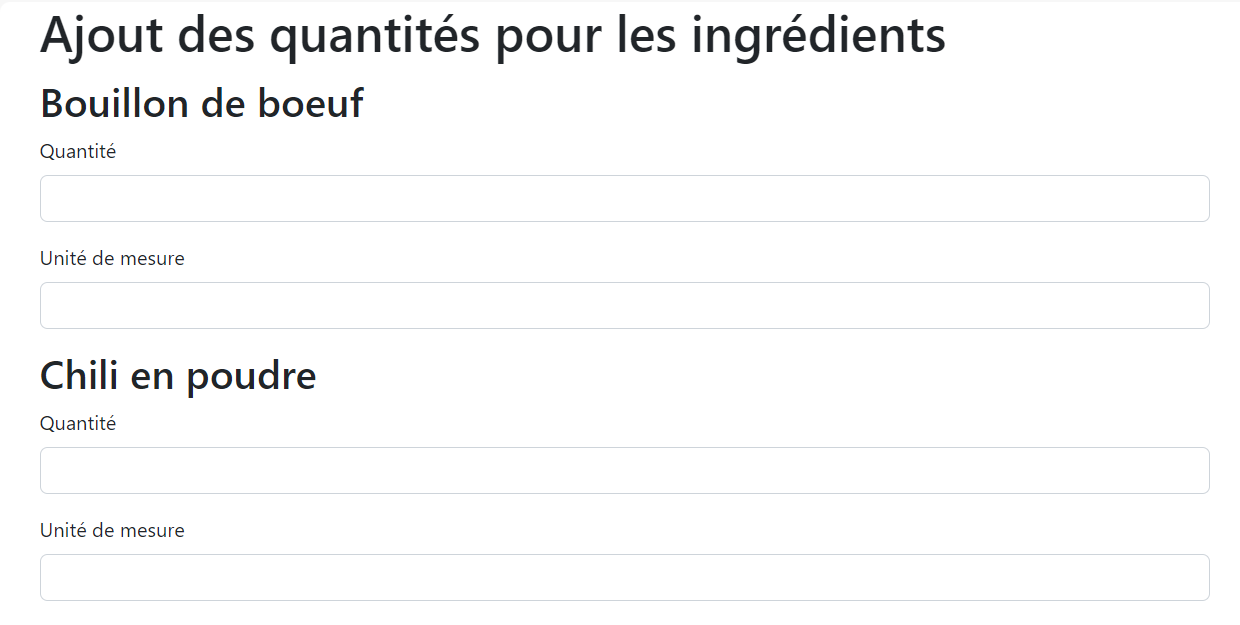 Ajout des quantités pour les ingrédients
Bouillon de boeuf
Quantité
Unité de mesure
Chili en poudre
Quantité
Unité de mesure